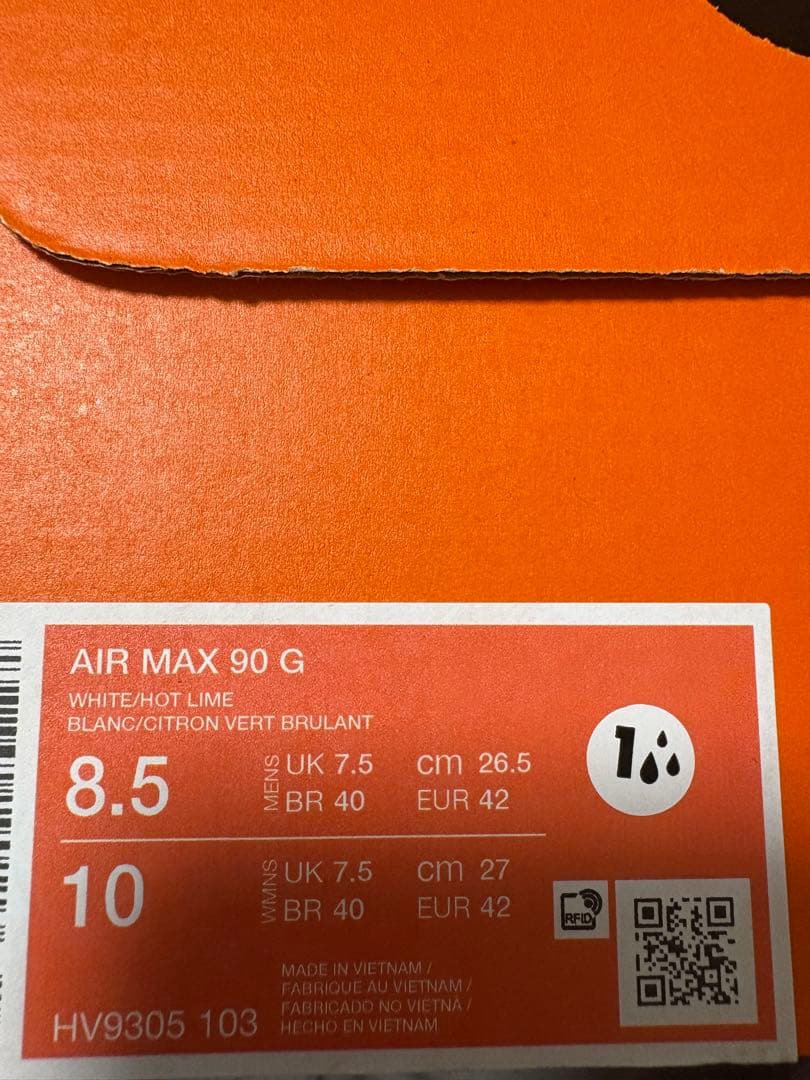 AIR MAX 90 G
WHITE/HOT LIME
BLANC/CITRON VERT BRULANT
8.5 MENS UK 7.5 cm 26.5
BR 40 EUR 42
10 WMNS UK 7.5 cm 27
BR 40 EUR 42
1
RFID
MADE IN VIETNAM /
FABRIQUE AU VIETNAM /
FABRICADO NO VIETNÃ /
HECHO EN VIETNAM
HV9305 103